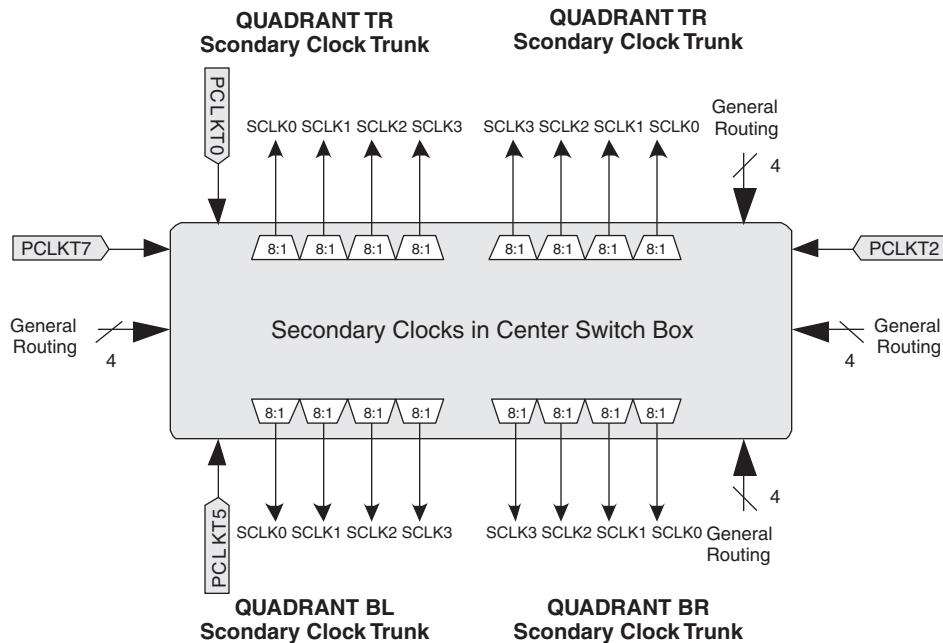 QUADRANT TR
Scondary Clock Trunk
QUADRANT TR
Scondary Clock Trunk
PCLKT0
SCLK0 SCLK1 SCLK2 SCLK3
SCLK3 SCLK2 SCLK1 SCLK0
General
Routing
4
PCLKT7
8:1 8:1 8:1 8:1
8:1 8:1 8:1 8:1
PCLKT2
General
Routing
4
Secondary Clocks in Center Switch Box
General
Routing
4
8:1 8:1 8:1 8:1
8:1 8:1 8:1 8:1
PCLKT5
SCLK0 SCLK1 SCLK2 SCLK3
SCLK3 SCLK2 SCLK1 SCLK0
4
General
Routing
QUADRANT BL
Scondary Clock Trunk
QUADRANT BR
Scondary Clock Trunk